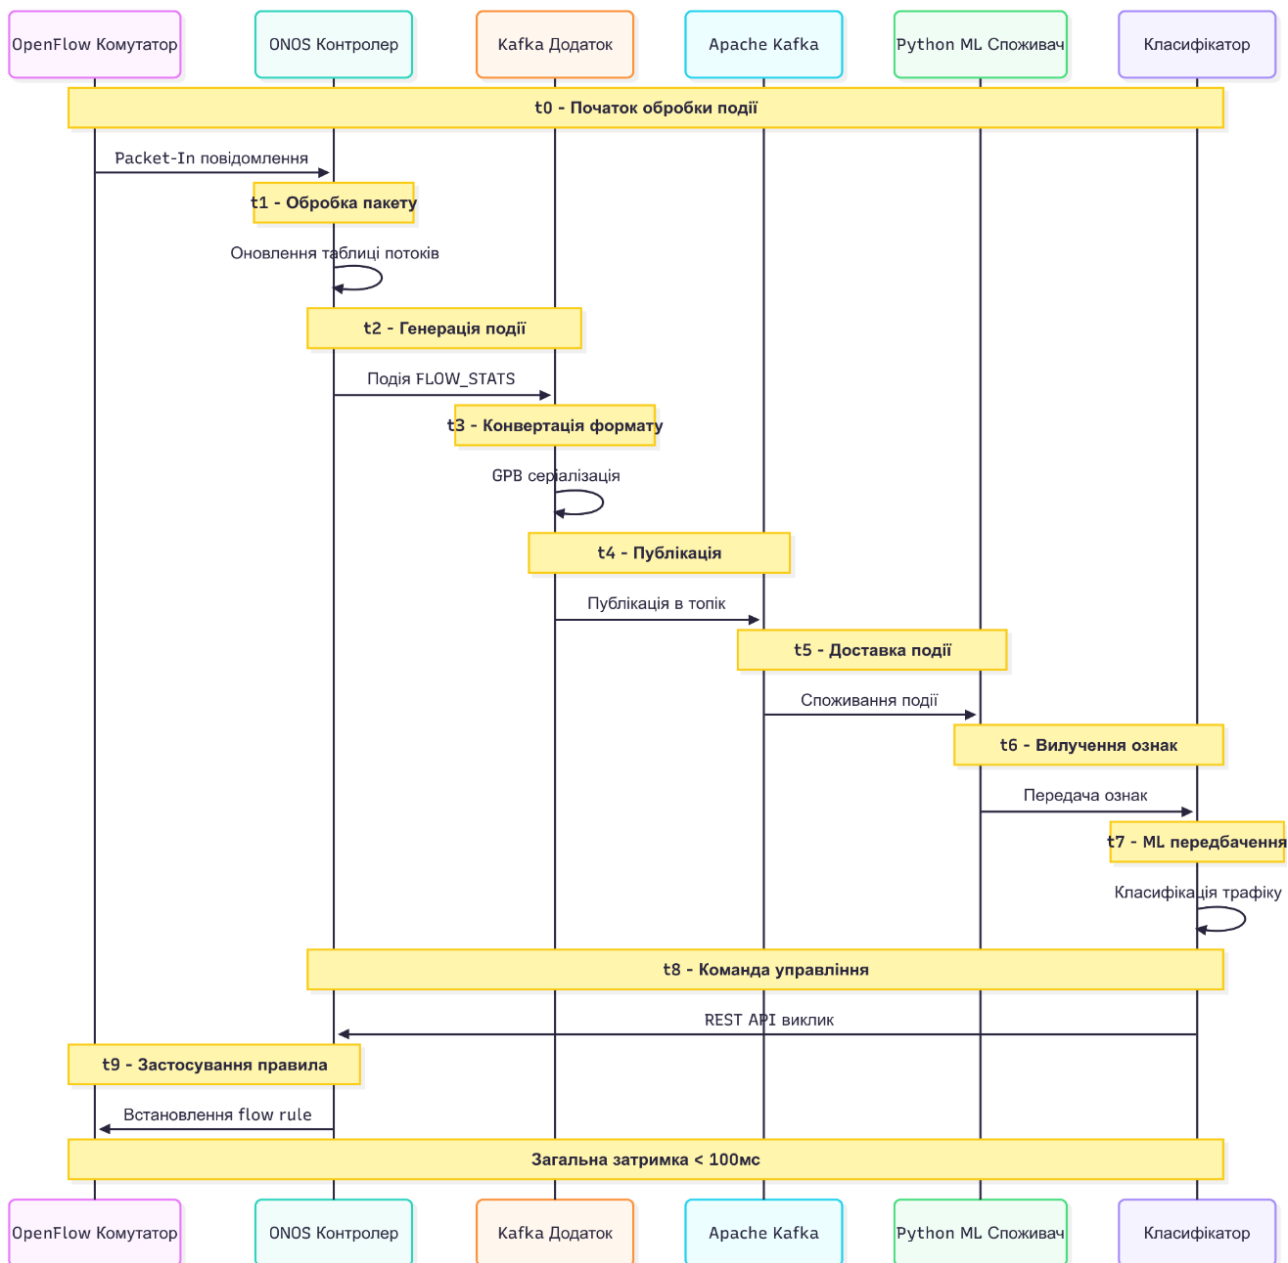 OpenFlow Комутатор
ONOS Контролер
Kafka Додаток
Apache Kafka
Python ML Споживач
Класифікатор
t0 - Початок обробки події
Packet-In повідомлення
t1 - Обробка пакету
Оновлення таблиці потоків
t2 - Генерація події
Подія FLOW_STATS
t3 - Конвертація формату
GPB серіалізація
t4 - Публікація
Публікація в топік
t5 - Доставка події
Споживання події
t6 - Вилучення ознак
Передача ознак
t7 - ML передбачення
Класифікація трафіку
t8 - Команда управління
REST API виклик
t9 - Застосування правила
Встановлення flow rule
Загальна затримка < 100мс
OpenFlow Комутатор
ONOS Контролер
Kafka Додаток
Apache Kafka
Python ML Споживач
Класифікатор